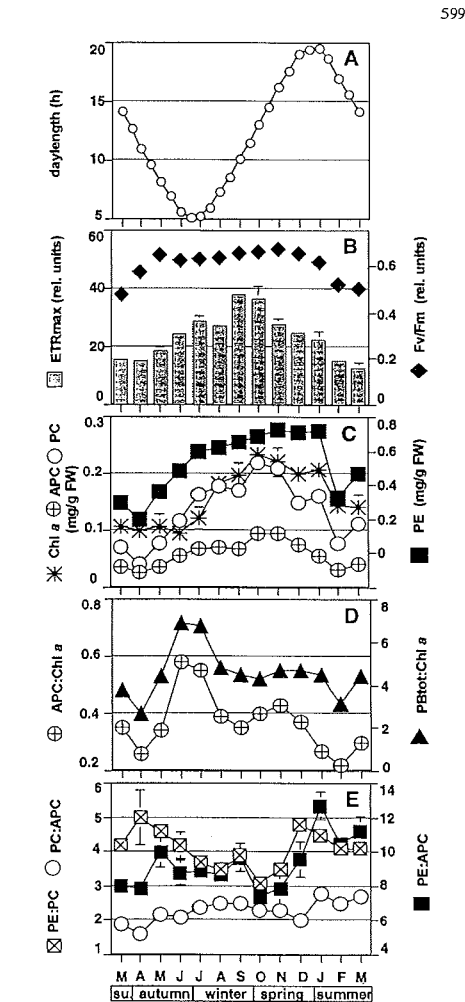 599
A
daylength (h)
20
15
10
5
B
ETRmax (rel. units)
Fv/Fm (rel. units)
60
40
20
0
0.6
0.4
0.2
0
C
Chl a APC PC
(mg/g FW)
PE (mg/g FW)
0.3
0.2
0.1
0
0.8
0.6
0.4
0.2
0
D
APC:Chl a
PBtot:Chl a
0.8
0.6
0.4
0.2
8
6
4
2
0
E
PE:PC PC:APC
PE:APC
6
5
4
3
2
1
14
12
10
8
6
4
M A M J J A S O N D J F M
su. autumn winter spring summer